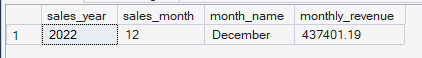 sales_year sales_month month_name monthly_revenue
1 2022 12 December 437401.19